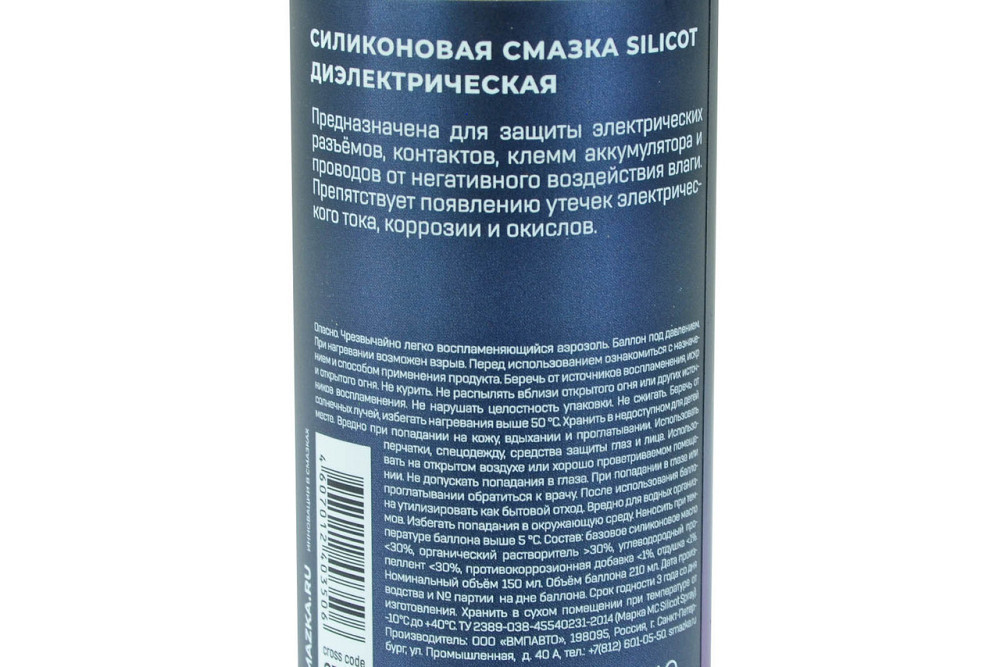 СИЛИКОНОВАЯ СМАЗКА SILICOT
ДИЭЛЕКТРИЧЕСКАЯ
Предназначена для защиты электрических
разъёмов, контактов, клемм аккумулятора и
проводов от негативного воздействия влаги.
Препятствует появлению утечек электричес-
кого тока, коррозии и окислов.
Опасно. Чрезвычайно легко воспламеняющийся аэрозоль. Баллон под давлением.
При нагревании возможен взрыв. Перед использованием ознакомиться с назначе-
нием и способом применения продукта. Беречь от источников воспламенения, искр
и открытого огня. Не курить. Не распылять вблизи открытого огня или других источ-
ников воспламенения. Не нарушать целостность упаковки. Не сжигать. Беречь от
солнечных лучей, избегать нагревания выше 50 °C. Хранить в недоступном для детей
месте. Вредно при попадании на кожу, вдыхании и проглатывании. Использовать
перчатки, спецодежду, средства защиты глаз и лица. Использо-
вать на открытом воздухе или хорошо проветриваемом помеще-
нии. Не допускать попадания в глаза. При попадании в глаза или
проглатывании обратиться к врачу. После использования балло-
на утилизировать как бытовой отход. Вредно для водных организ-
мов. Избегать попадания в окружающую среду. Наносить при тем-
пературе баллона выше 5 °C. Состав: базовое силиконовое масло
<30%, органический растворитель >30%, углеводородный про-
пеллент <30%, противокоррозионная добавка <1%, отдушка <1%
Номинальный объём 150 мл. Объём баллона 210 мл. Дата произ-
водства и № партии на дне баллона. Срок годности 3 года со дня
изготовления. Хранить в сухом помещении при температуре от
-10°C до +40°C. ТУ 2389-038-45540231-2014 (Марка MC Silicot Spray)
Производитель: ООО «ВМПАВТО», 198095, Россия, г. Санкт-Петер-
бург, ул. Промышленная, д. 40 А, тел.: +7(812) 601-05-50 smazka.ru
4 607012 403506
cross code
MAZKA.RU ИННОВАЦИИ В СМАЗКАХ